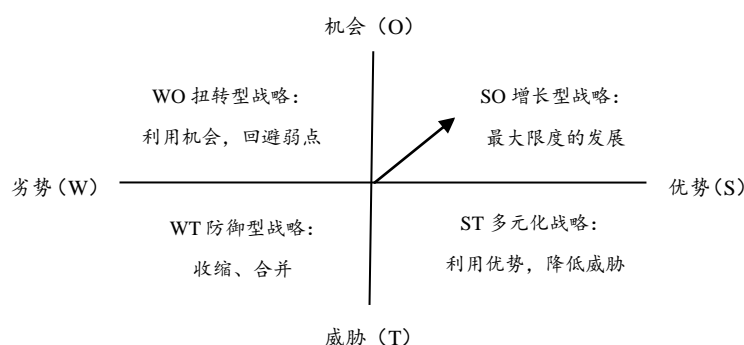 机会（O）
WO 扭转型战略：
利用机会，回避弱点
SO 增长型战略：
最大限度的发展
劣势（W）
优势（S）
WT 防御型战略：
收缩、合并
ST 多元化战略：
利用优势，降低威胁
威胁（T）